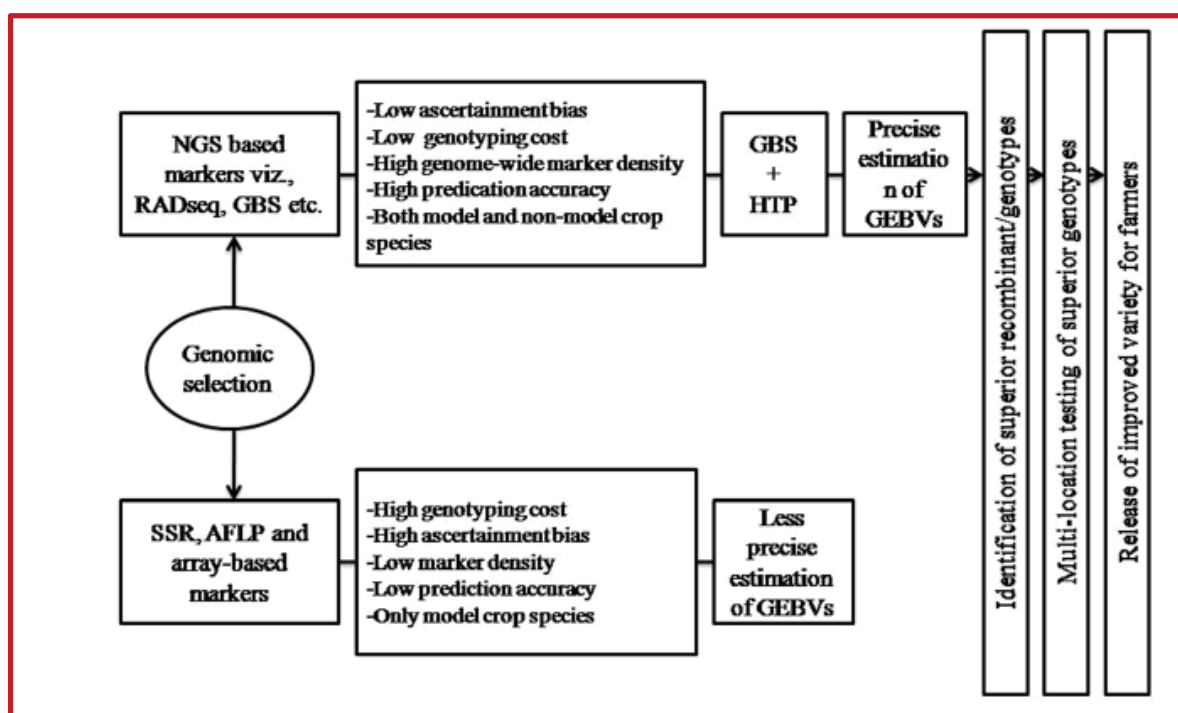 NGS based
markers viz.,
RADseq, GBS etc.
-Low ascertainment bias
-Low genotyping cost
-High genome-wide marker density
-High predication accuracy
-Both model and non-model crop
species
GBS
+
HTP
Precise
estimatio
n of
GEBVs
Identification of superior recombinant/genotypes
Multi-location testing of superior genotypes
Release of improved variety for farmers
Genomic
selection
SSR, AFLP and
array-based
markers
-High genotyping cost
-High ascertainment bias
-Low marker density
-Low prediction accuracy
-Only model crop species
Less
precise
estimation
of GEBVs